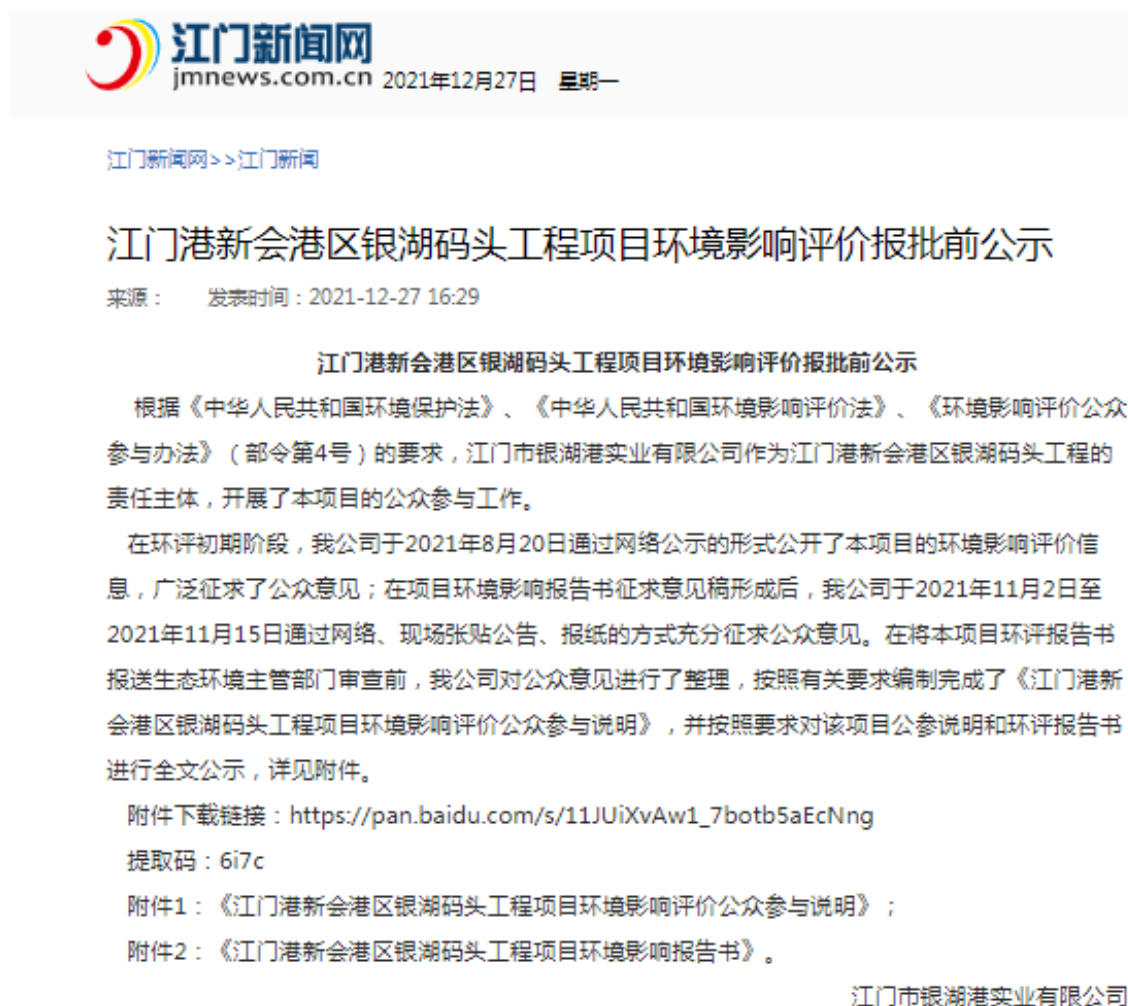 江门新闻网
jmnews.com.cn 2021年12月27日 星期一
江门新闻网>>江门新闻
江门港新会港区银湖码头工程项目环境影响评价报批前公示
来源： 发表时间：2021-12-27 16:29
江门港新会港区银湖码头工程项目环境影响评价报批前公示
根据《中华人民共和国环境保护法》、《中华人民共和国环境影响评价法》、《环境影响评价公众
参与办法》（部令第4号）的要求，江门市银湖港实业有限公司作为江门港新会港区银湖码头工程的
责任主体，开展了本项目的公众参与工作。
在环评初期阶段，我公司于2021年8月20日通过网络公示的形式公开了本项目的环境影响评价信
息，广泛征求了公众意见；在项目环境影响报告书征求意见稿形成后，我公司于2021年11月2日至
2021年11月15日通过网络、现场张贴公告、报纸的方式充分征求公众意见。在将本项目环评报告书
报送生态环境主管部门审查前，我公司对公众意见进行了整理，按照有关要求编制完成了《江门港新
会港区银湖码头工程项目环境影响评价公众参与说明》，并按照要求对该项目公参说明和环评报告书
进行全文公示，详见附件。
附件下载链接：https://pan.baidu.com/s/11JUiXvAw1_7botb5aEcNng
提取码：6i7c
附件1：《江门港新会港区银湖码头工程项目环境影响评价公众参与说明》；
附件2：《江门港新会港区银湖码头工程项目环境影响报告书》。
江门市银湖港实业有限公司